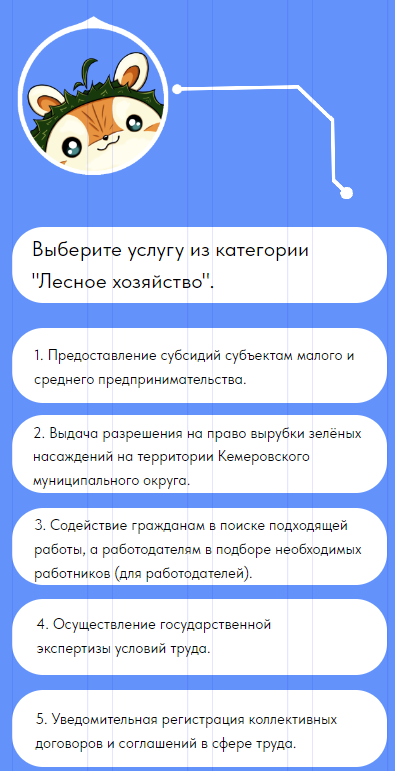 Выберите услугу из категории
"Лесное хозяйство".
1. Предоставление субсидий субъектам малого и
среднего предпринимательства.
2. Выдача разрешения на право вырубки зелёных
насаждений на территории Кемеровского
муниципального округа.
3. Содействие гражданам в поиске подходящей
работы, а работодателям в подборе необходимых
работников (для работодателей).
4. Осуществление государственной
экспертизы условий труда.
5. Уведомительная регистрация коллективных
договоров и соглашений в сфере труда.